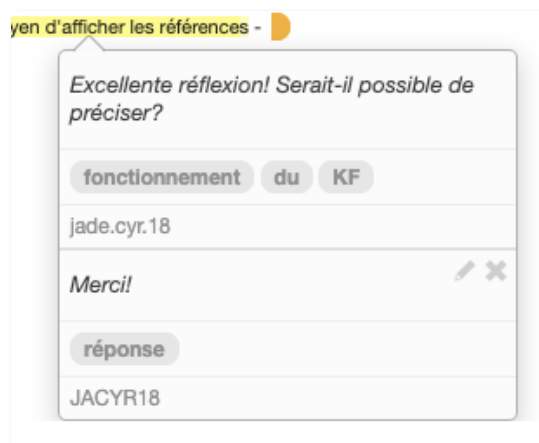 yen d'afficher les références -
Excellente réflexion! Serait-il possible de
préciser?
fonctionnement du KF
jade.cyr.18
Merci!
réponse
JACYR18